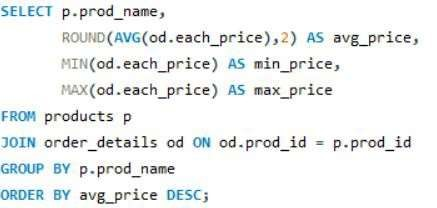 SELECT p.prod_name,
ROUND(AVG(od.each_price),2) AS avg_price,
MIN(od.each_price) AS min_price,
MAX(od.each_price) AS max_price
FROM products p
JOIN order_details od ON od.prod_id = p.prod_id
GROUP BY p.prod_name
ORDER BY avg_price DESC;